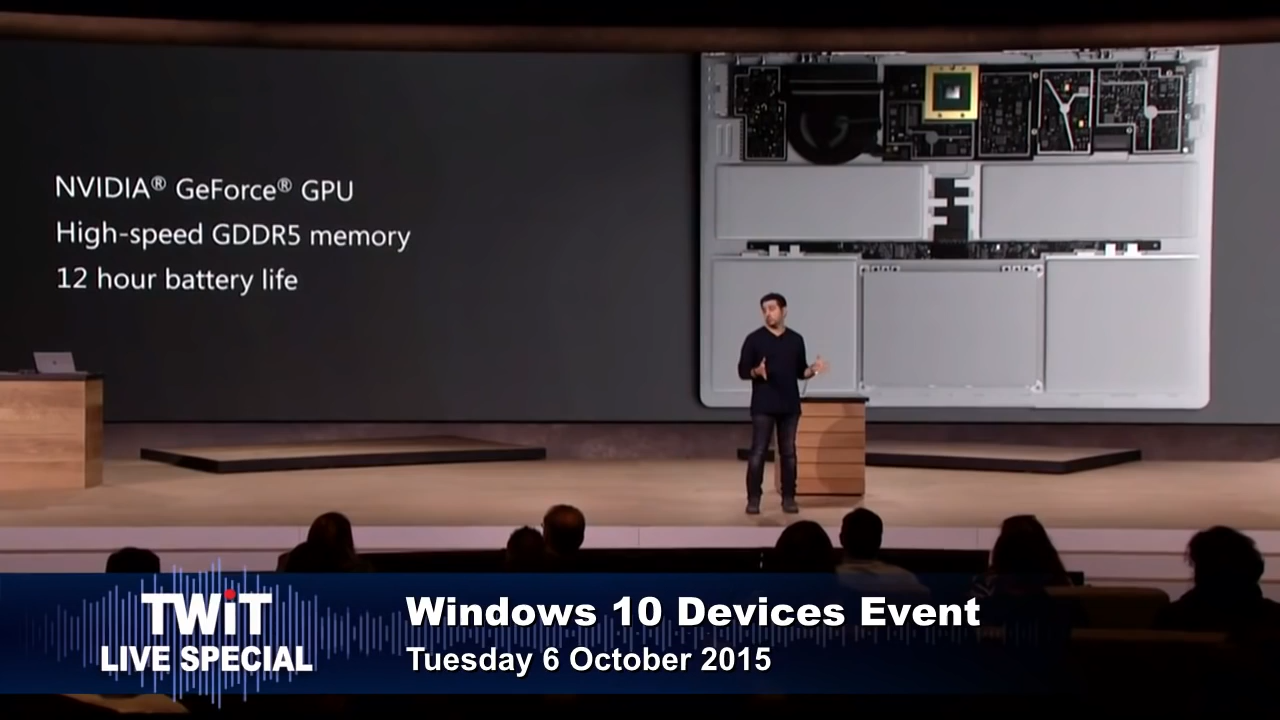 NVIDIA® GeForce® GPU
High-speed GDDR5 memory
12 hour battery life
TWiT
LIVE SPECIAL
Windows 10 Devices Event
Tuesday 6 October 2015